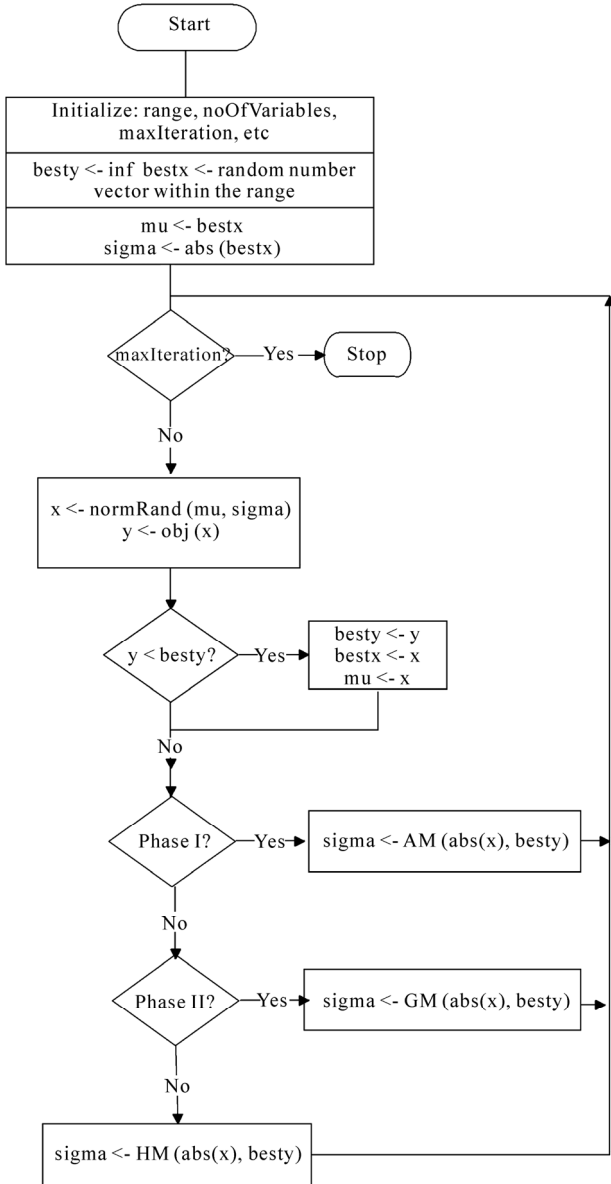 Start
Initialize: range, noOfVariables,
maxIteration, etc
besty <- inf bestx <- random number
vector within the range
mu <- bestx
sigma <- abs (bestx)
maxIteration?
Yes
Stop
No
x <- normRand (mu, sigma)
y <- obj (x)
y < besty?
Yes
besty <- y
bestx <- x
mu <- x
No
Phase I?
Yes
sigma <- AM (abs(x), besty)
No
Phase II?
Yes
sigma <- GM (abs(x), besty)
No
sigma <- HM (abs(x), besty)